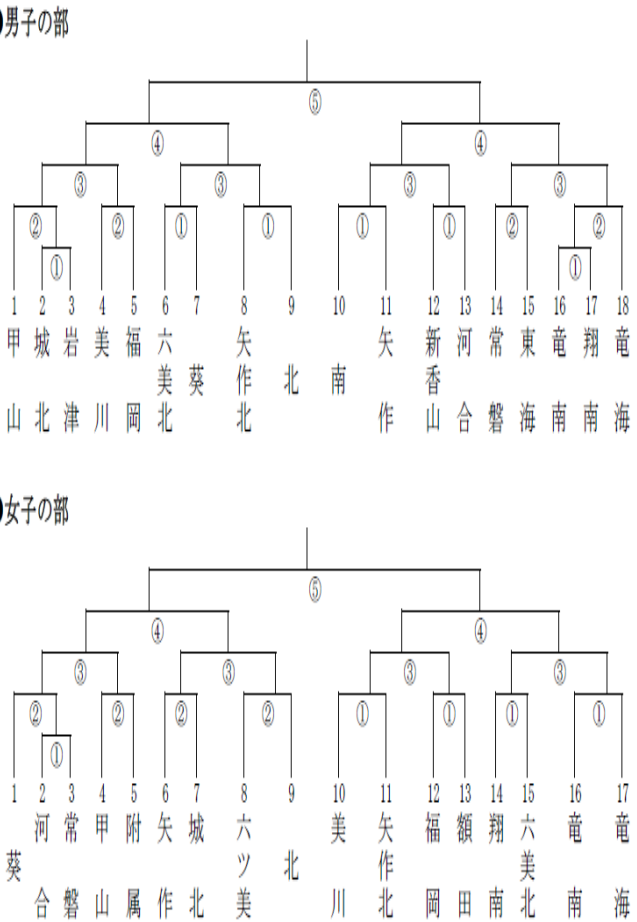 男子の部
⑤
④ ④
③ ③ ③ ③
② ② ① ① ① ① ② ②
① ①
1 2 3 4 5 6 7 8 9 10 11 12 13 14 15 16 17 18
甲山
城北
岩津
美川
福岡
六美北
葵
矢作北
北
南
矢作
新香山
河合
常磐
東海
竜南
翔南
竜海
女子の部
⑤
④ ④
③ ③ ③ ③
② ② ② ② ① ① ① ①
①
1 2 3 4 5 6 7 8 9 10 11 12 13 14 15 16 17
葵
河合
常磐
甲山
附属
矢作
城北
六ツ美
北
美川
矢作北
福岡
額田
翔南
六美北
竜南
竜海